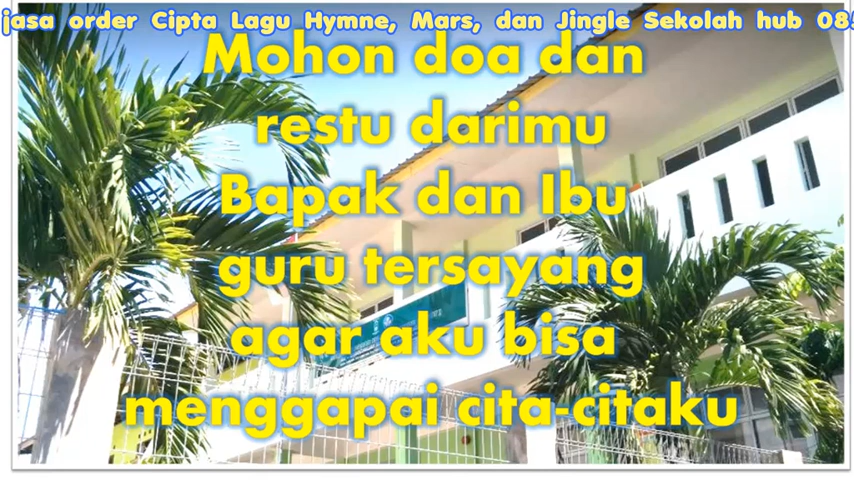 jasa order Cipta Lagu Hymne, Mars, dan Jingle Sekolah hub 085
Mohon doa dan
restu darimu
Bapak dan Ibu
guru tersayang
agar aku bisa
menggapai cita-citaku